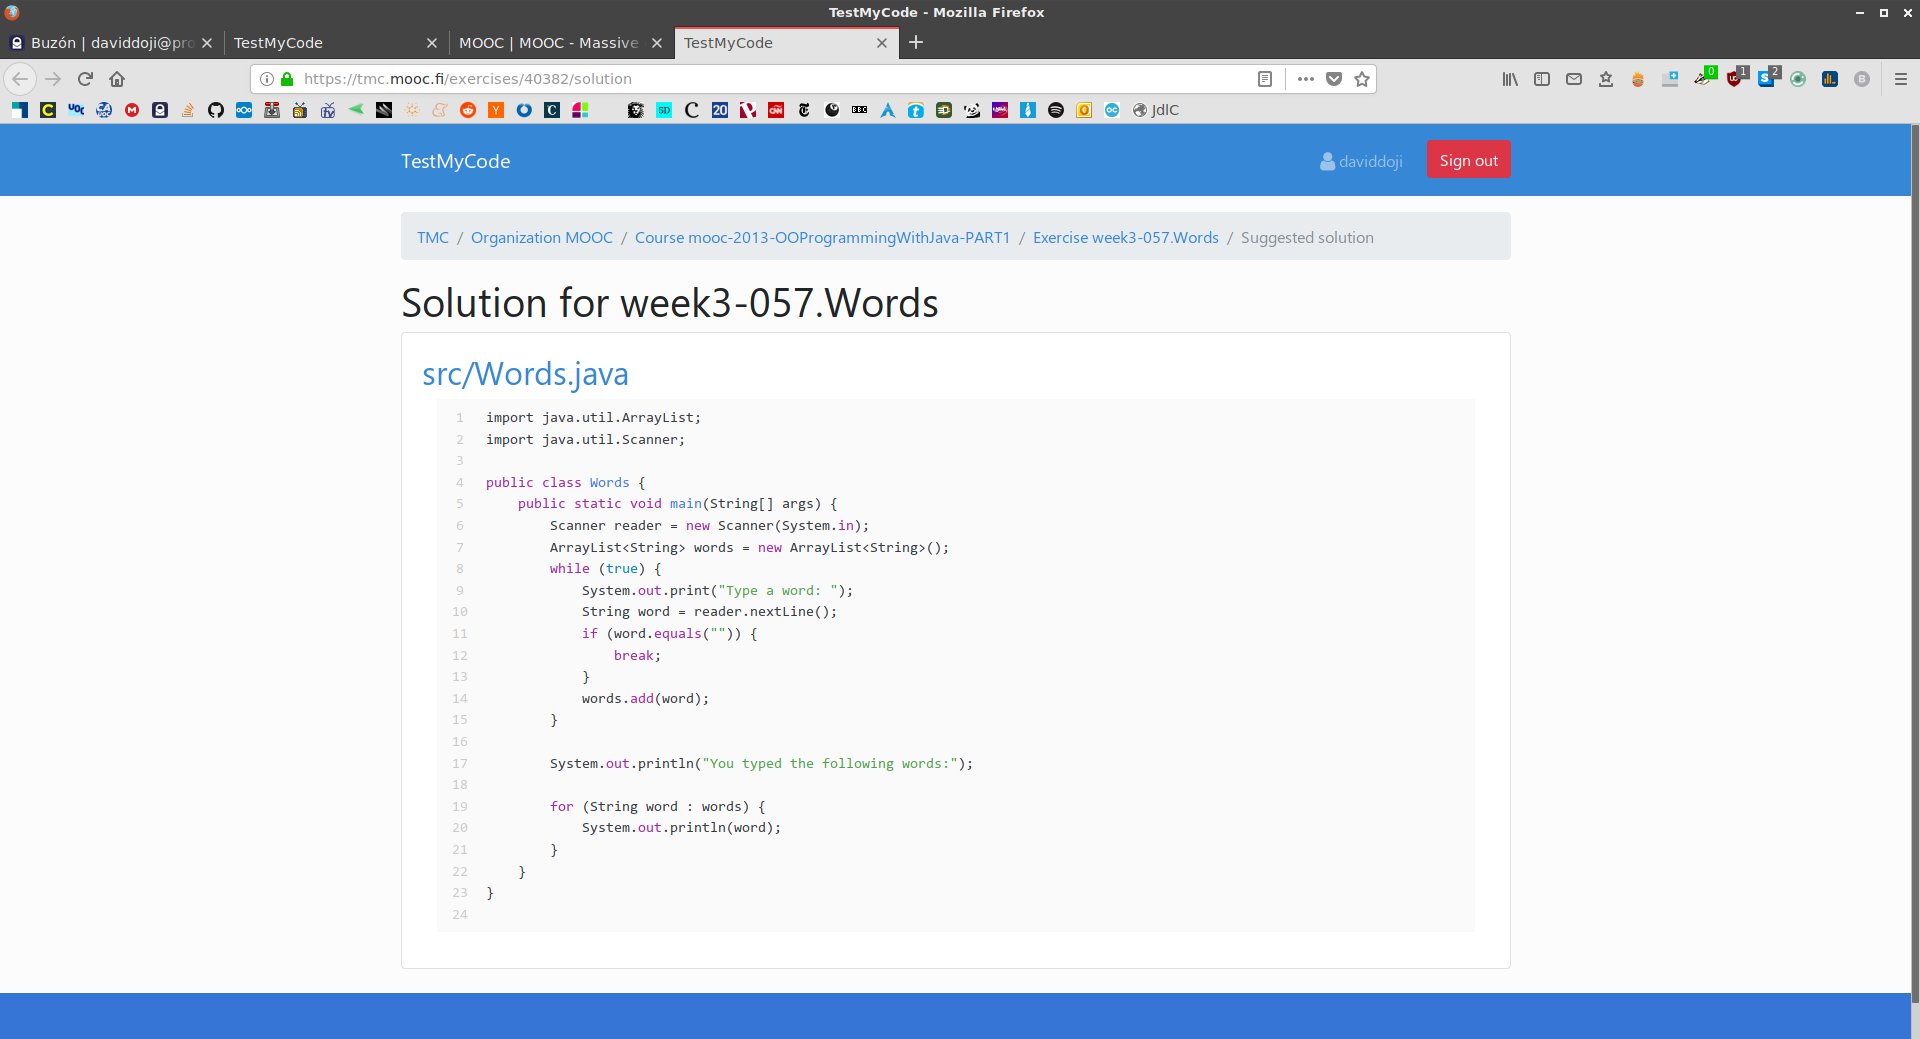 TestMyCode - Mozilla Firefox
Buzón | daviddoji@pro
TestMyCode
MOOC | MOOC - Massive
TestMyCode
https://tmc.mooc.fi/exercises/40382/solution
0
1
2
JdlC
TestMyCode
daviddoji
Sign out
TMC / Organization MOOC / Course mooc-2013-OOProgrammingWithJava-PART1 / Exercise week3-057.Words / Suggested solution
Solution for week3-057.Words
src/Words.java
1 import java.util.ArrayList;
2 import java.util.Scanner;
3
4 public class Words {
5     public static void main(String[] args) {
6         Scanner reader = new Scanner(System.in);
7         ArrayList<String> words = new ArrayList<String>();
8         while (true) {
9             System.out.print("Type a word: ");
10             String word = reader.nextLine();
11             if (word.equals("")) {
12                 break;
13             }
14             words.add(word);
15         }
16
17         System.out.println("You typed the following words:");
18
19         for (String word : words) {
20             System.out.println(word);
21         }
22     }
23 }
24